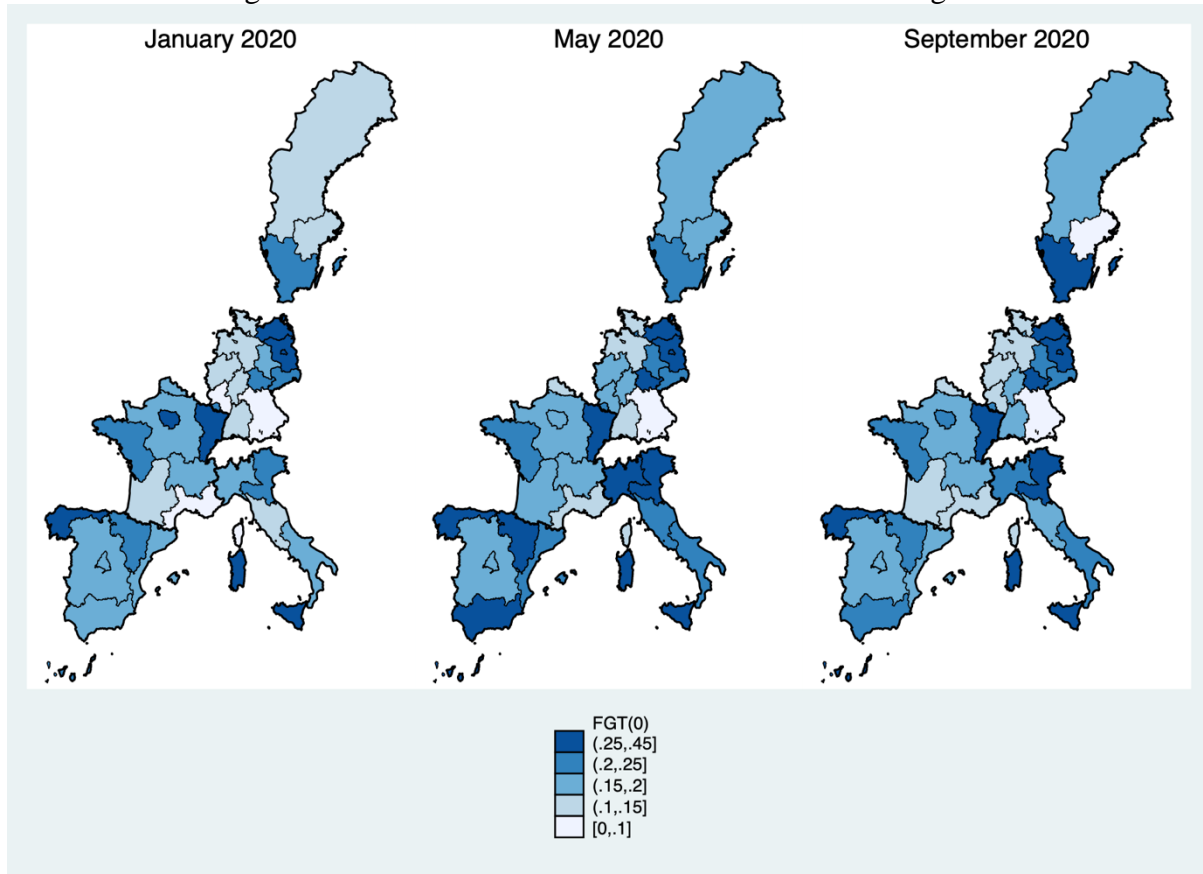 January 2020
May 2020
September 2020
FGT(0)
(.25,.45]
(.2,.25]
(.15,.2]
(.1,.15]
[0,.1]